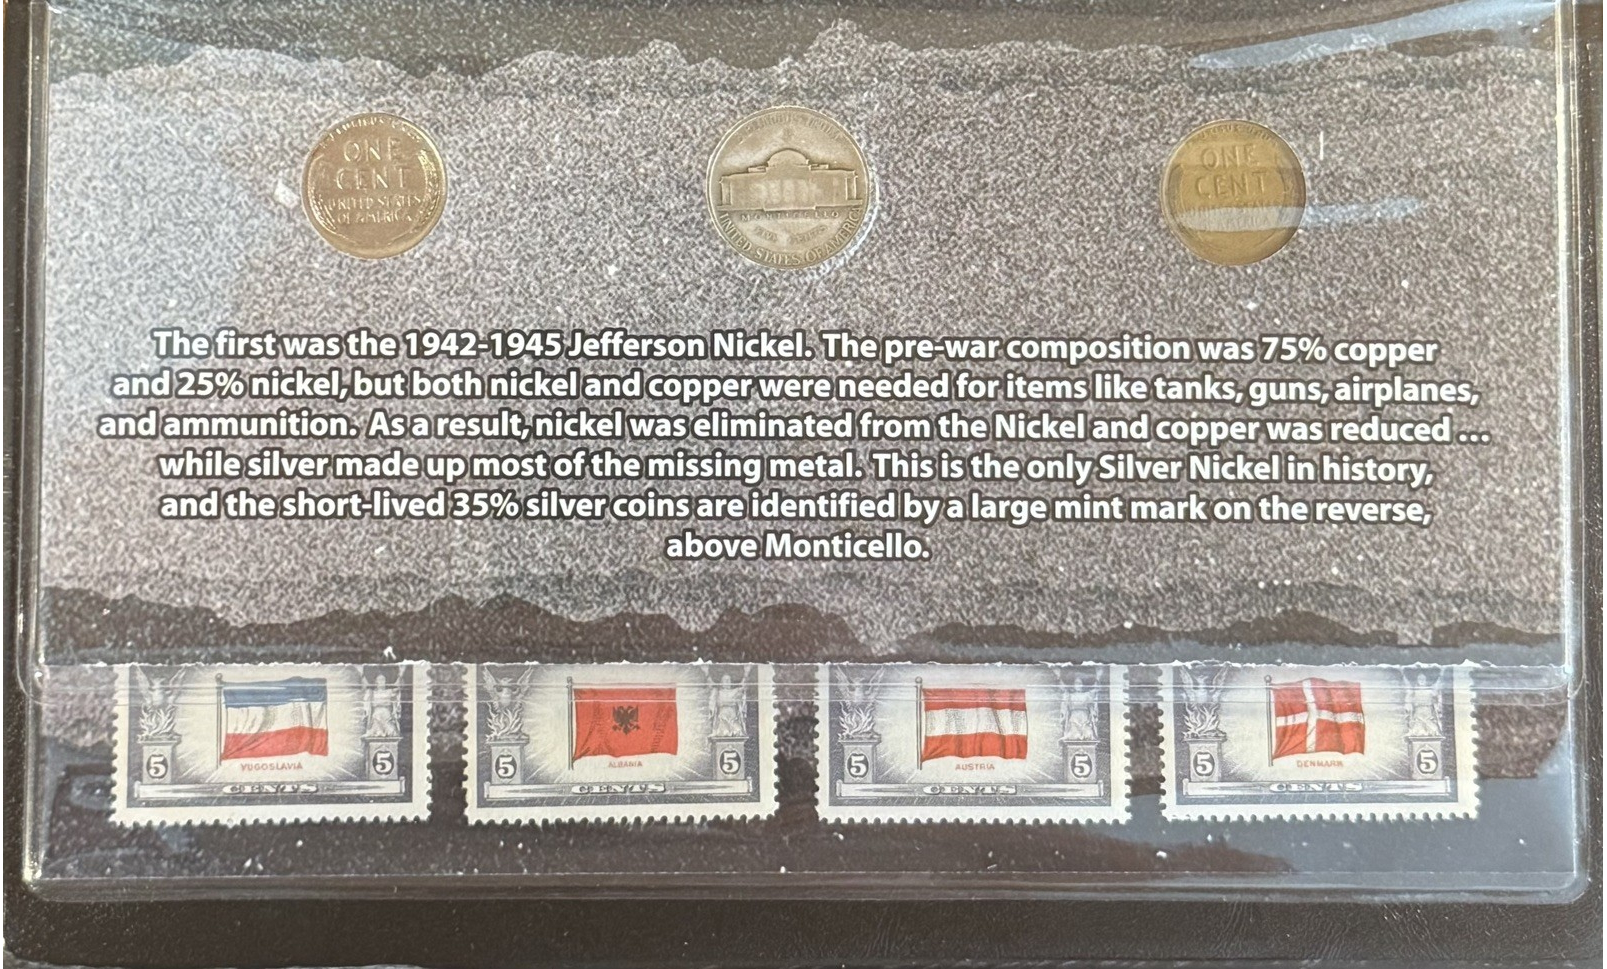 ONE
CENT
UNITED STATES
OF AMERICA
MONTICELLO
UNITED STATES OF AMERICA
ONE
CENT
The first was the 1942-1945 Jefferson Nickel. The pre-war composition was 75% copper
and 25% nickel, but both nickel and copper were needed for items like tanks, guns, airplanes,
and ammunition. As a result, nickel was eliminated from the Nickel and copper was reduced ...
while silver made up most of the missing metal. This is the only Silver Nickel in history,
and the short-lived 35% silver coins are identified by a large mint mark on the reverse,
above Monticello.
YUGOSLAVIA
5 5
CENTS
ALBANIA
5 5
CENTS
AUSTRIA
5 5
CENTS
DENMARK
5 5
CENTS